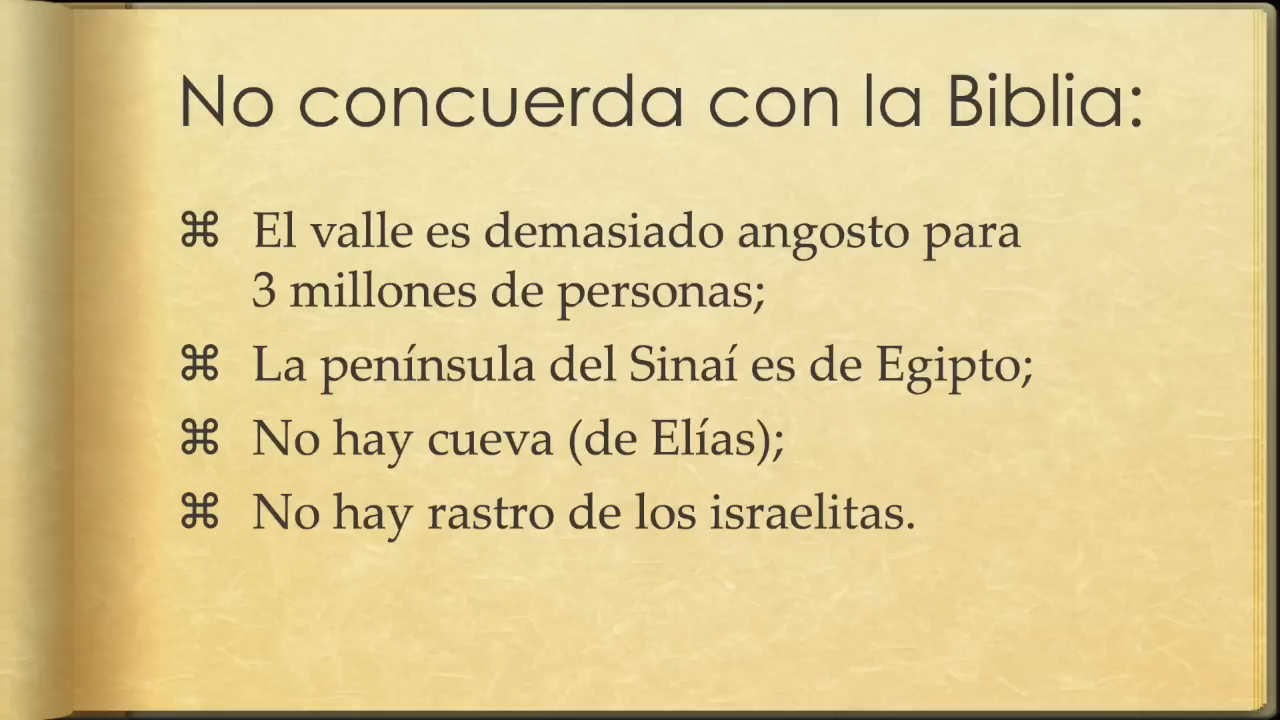 No concuerda con la Biblia:
⌘ El valle es demasiado angosto para
3 millones de personas;
⌘ La península del Sinaí es de Egipto;
⌘ No hay cueva (de Elías);
⌘ No hay rastro de los israelitas.